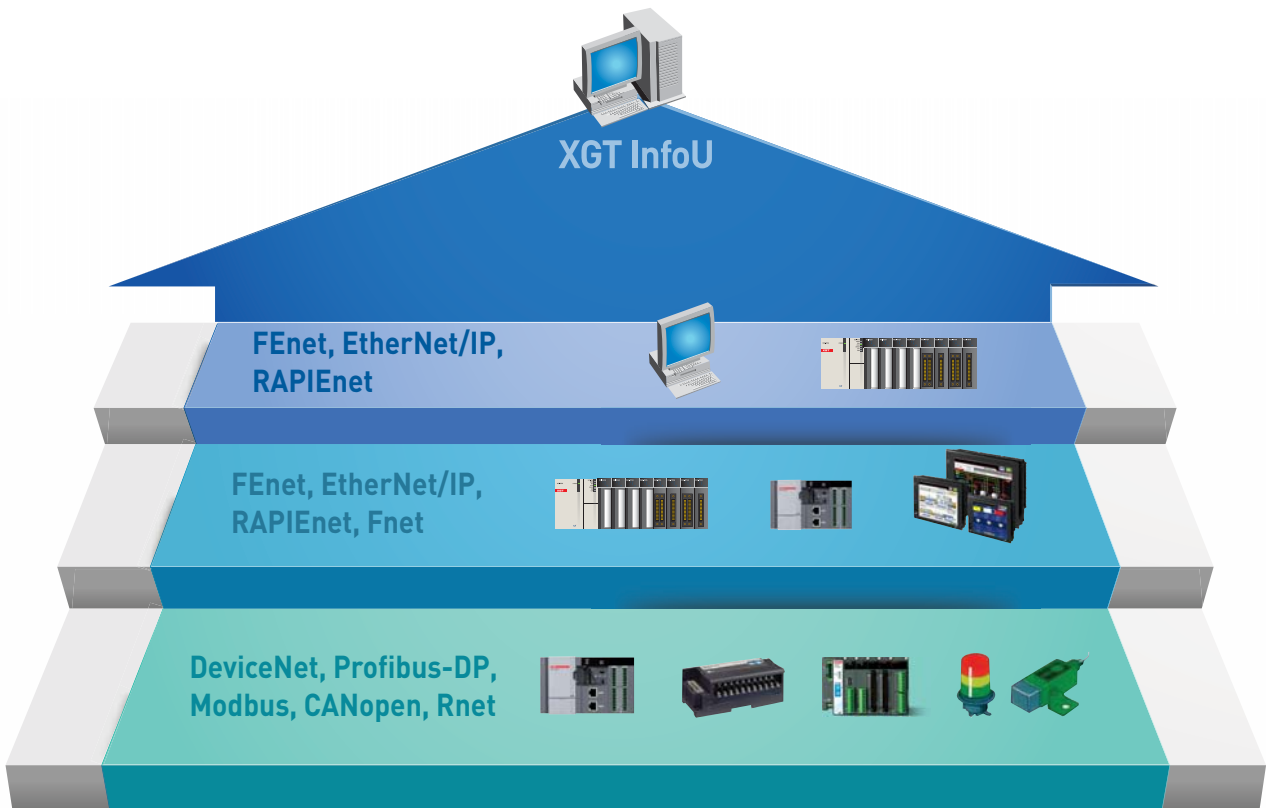 XGT InfoU
FEnet, EtherNet/IP,
RAPIEnet
FEnet, EtherNet/IP,
RAPIEnet, Fnet
DeviceNet, Profibus-DP,
Modbus, CANopen, Rnet